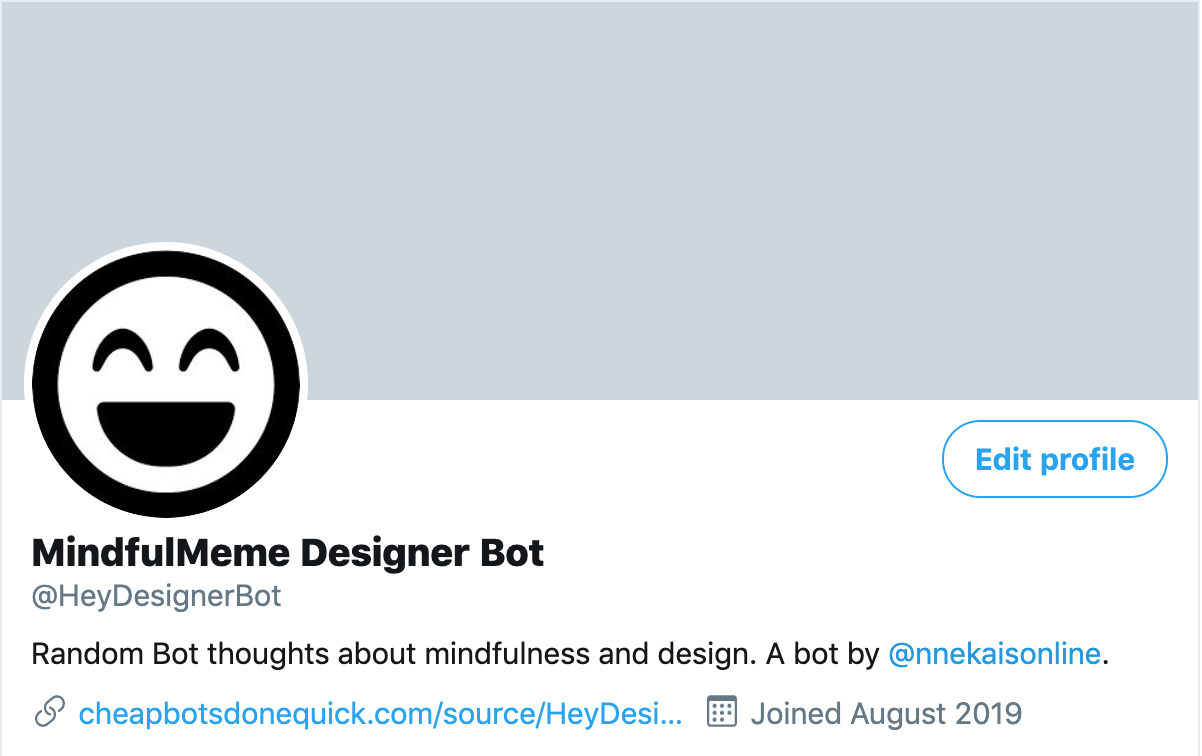 Edit profile
MindfulMeme Designer Bot
@HeyDesignerBot
Random Bot thoughts about mindfulness and design. A bot by @nnekaisonline.
cheapbotsdonequick.com/source/HeyDesi... Joined August 2019